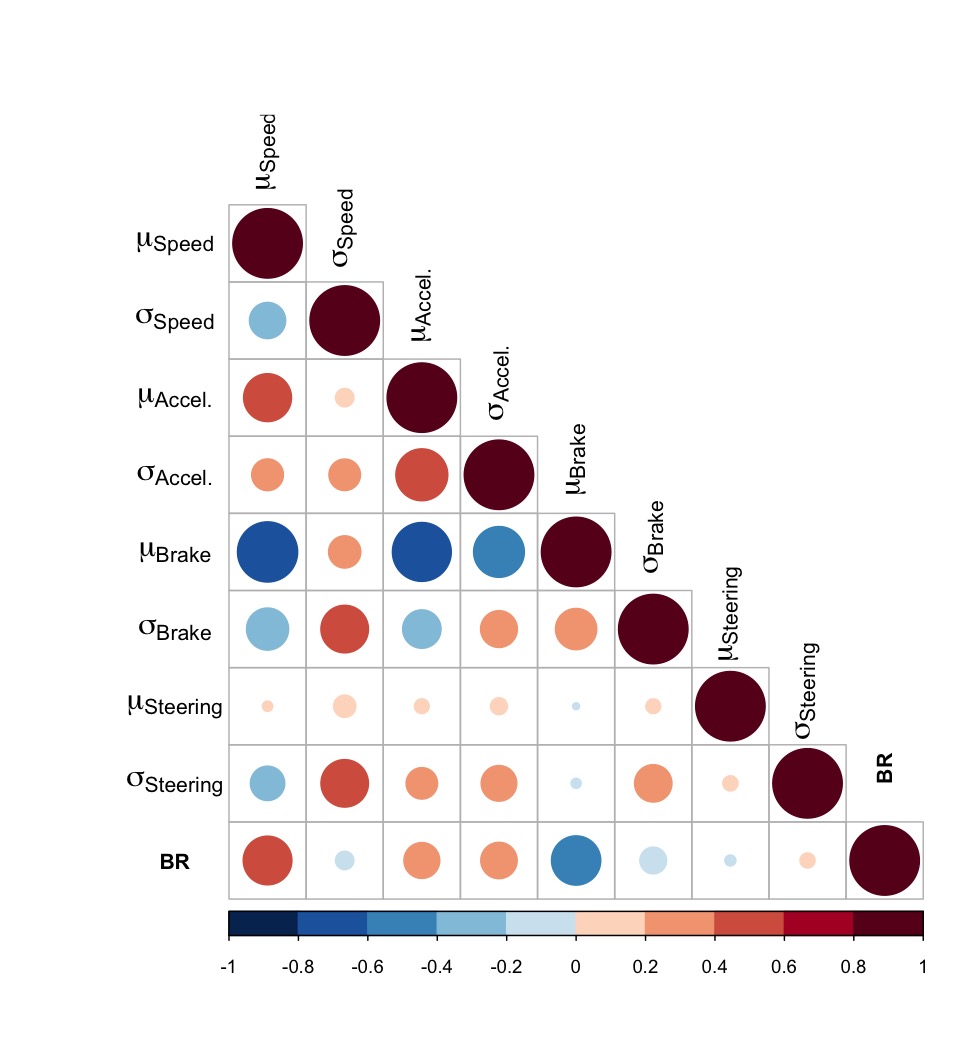 μSpeed
μSpeed
σSpeed
σSpeed
μAccel.
μAccel.
σAccel.
σAccel.
μBrake
μBrake
σBrake
σBrake
μSteering
μSteering
σSteering
σSteering
BR
BR
-1 -0.8 -0.6 -0.4 -0.2 0 0.2 0.4 0.6 0.8 1